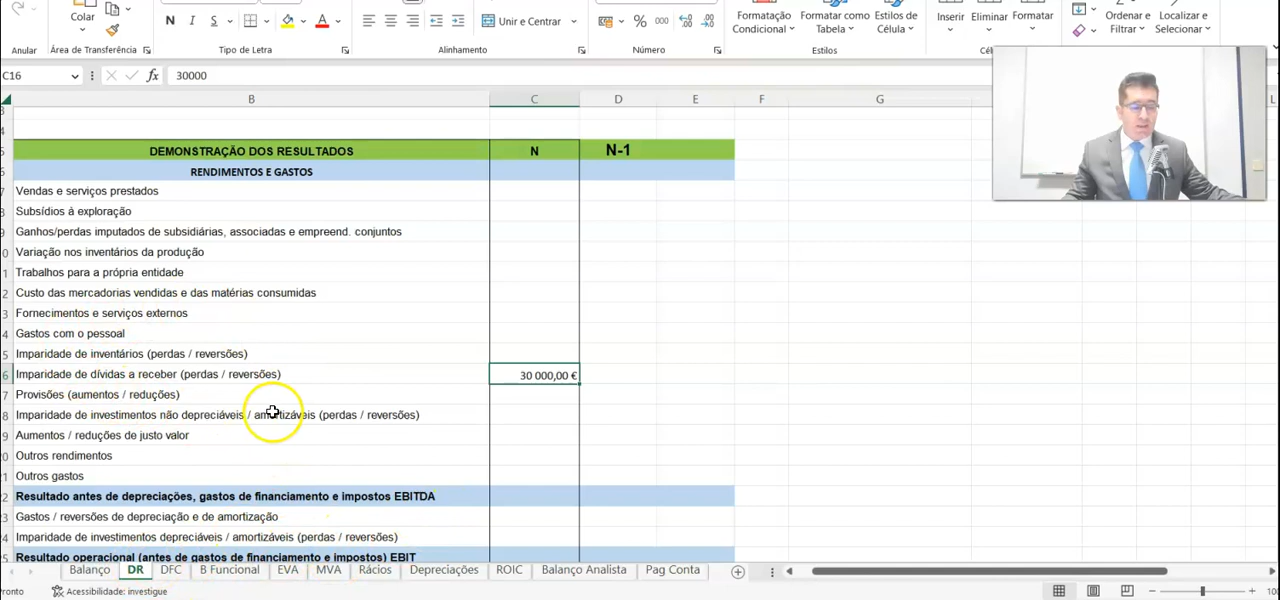 Colar
Formatação Condicional
Formatar como Tabela
Estilos de Célula
Inserir
Eliminar
Formatar
Ordenar e Filtrar
Localizar e Selecionar
N I S A
Unir e Centrar
% 000
Anular
Área de Transferência
Tipo de Letra
Alinhamento
Número
Estilos
C16
fx
30000
B C D E F G L
DEMONSTRAÇÃO DOS RESULTADOS N N-1
RENDIMENTOS E GASTOS
Vendas e serviços prestados
Subsídios à exploração
Ganhos/perdas imputados de subsidiárias, associadas e empreend. conjuntos
Variação nos inventários da produção
Trabalhos para a própria entidade
Custo das mercadorias vendidas e das matérias consumidas
Fornecimentos e serviços externos
Gastos com o pessoal
Imparidade de inventários (perdas / reversões)
Imparidade de dívidas a receber (perdas / reversões) 30 000,00 €
Provisões (aumentos / reduções)
Imparidade de investimentos não depreciáveis / amortizáveis (perdas / reversões)
Aumentos / reduções de justo valor
Outros rendimentos
Outros gastos
Resultado antes de depreciações, gastos de financiamento e impostos EBITDA
Gastos / reversões de depreciação e de amortização
Imparidade de investimentos depreciáveis / amortizáveis (perdas / reversões)
Resultado operacional (antes de gastos de financiamento e impostos) EBIT
Balanço DR DFC B Funcional EVA MVA Rácios Depreciações ROIC Balanço Analista Pag Conta
Acessibilidade: investigue